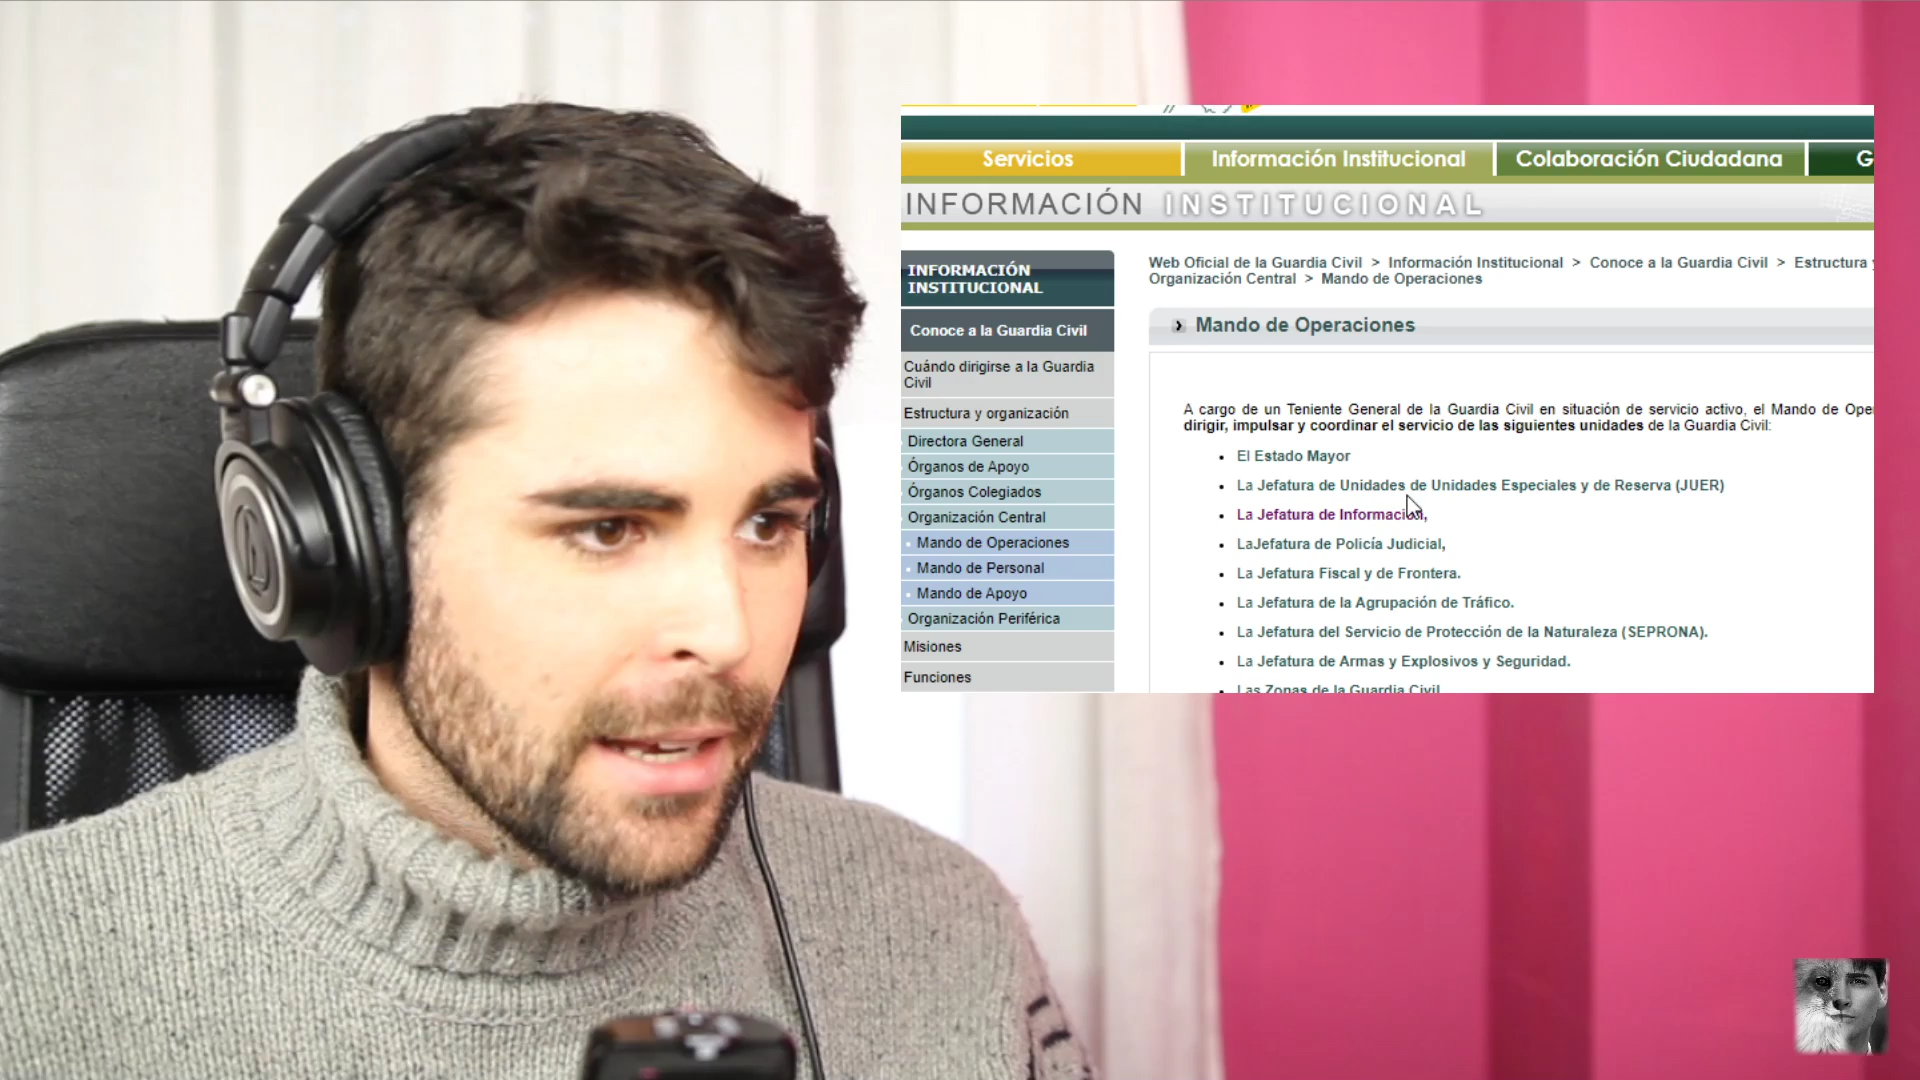 Servicios
Información Institucional
Colaboración Ciudadana
G
INFORMACIÓN INSTITUCIONAL
INFORMACIÓN
INSTITUCIONAL
Conoce a la Guardia Civil
Cuándo dirigirse a la Guardia
Civil
Estructura y organización
Directora General
Órganos de Apoyo
Órganos Colegiados
Organización Central
Mando de Operaciones
Mando de Personal
Mando de Apoyo
Organización Periférica
Misiones
Funciones
Web Oficial de la Guardia Civil > Información Institucional > Conoce a la Guardia Civil > Estructura y
Organización Central > Mando de Operaciones
Mando de Operaciones
A cargo de un Teniente General de la Guardia Civil en situación de servicio activo, el Mando de Ope
dirigir, impulsar y coordinar el servicio de las siguientes unidades de la Guardia Civil:
• El Estado Mayor
• La Jefatura de Unidades de Unidades Especiales y de Reserva (JUER)
• La Jefatura de Información,
• LaJefatura de Policía Judicial,
• La Jefatura Fiscal y de Frontera.
• La Jefatura de la Agrupación de Tráfico.
• La Jefatura del Servicio de Protección de la Naturaleza (SEPRONA).
• La Jefatura de Armas y Explosivos y Seguridad.
• Las Zonas de la Guardia Civil